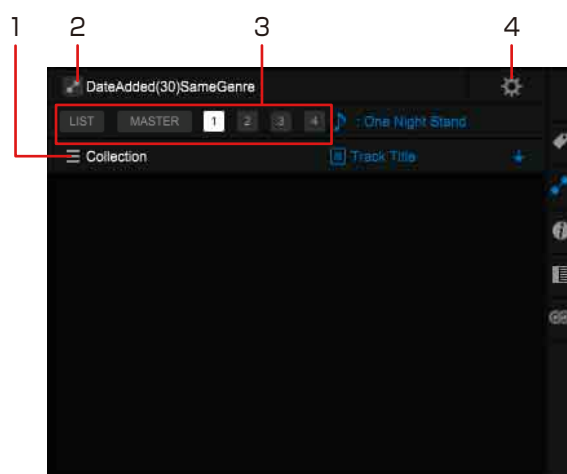 1 2 3 4
DateAdded(30)SameGenre
LIST MASTER 1 2 3 4 : One Night Stand
Collection Track Title